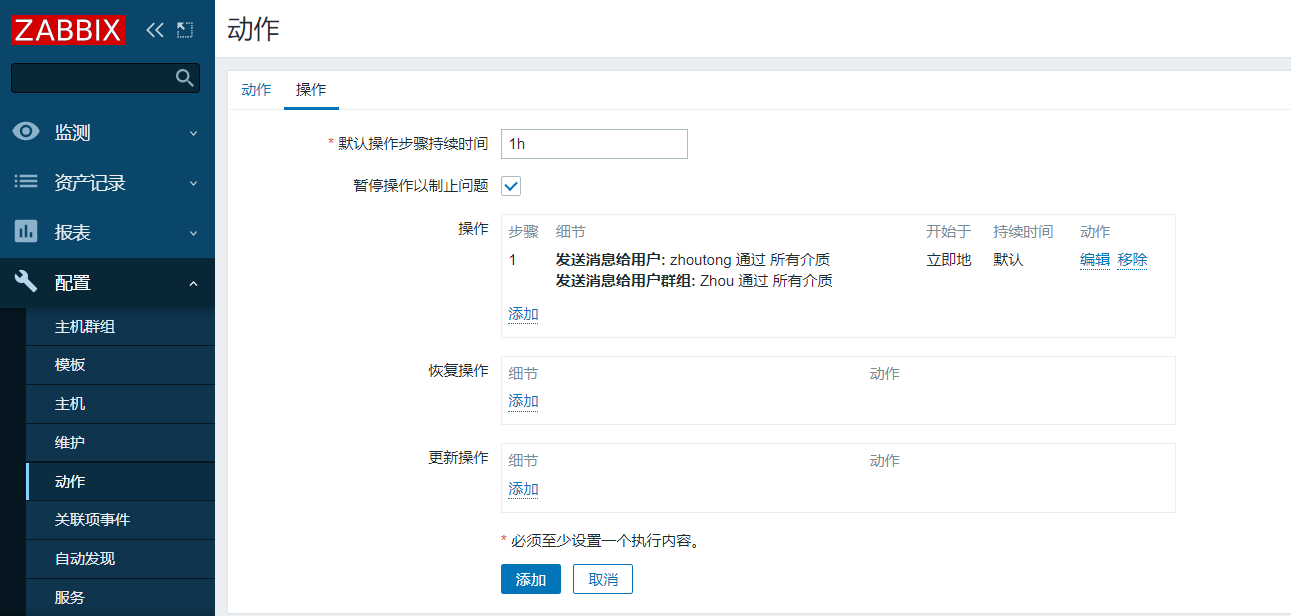 ZABBIX
监测
资产记录
报表
配置
主机群组
模板
主机
维护
动作
关联项事件
自动发现
服务
动作
动作 操作
* 默认操作步骤持续时间 1h
暂停操作以制止问题
操作 步骤 细节 开始于 持续时间 动作
1 发送消息给用户: zhoutong 通过 所有介质 立即地 默认 编辑 移除
发送消息给用户群组: Zhou 通过 所有介质
添加
恢复操作 细节 动作
添加
更新操作 细节 动作
添加
* 必须至少设置一个执行内容。
添加 取消